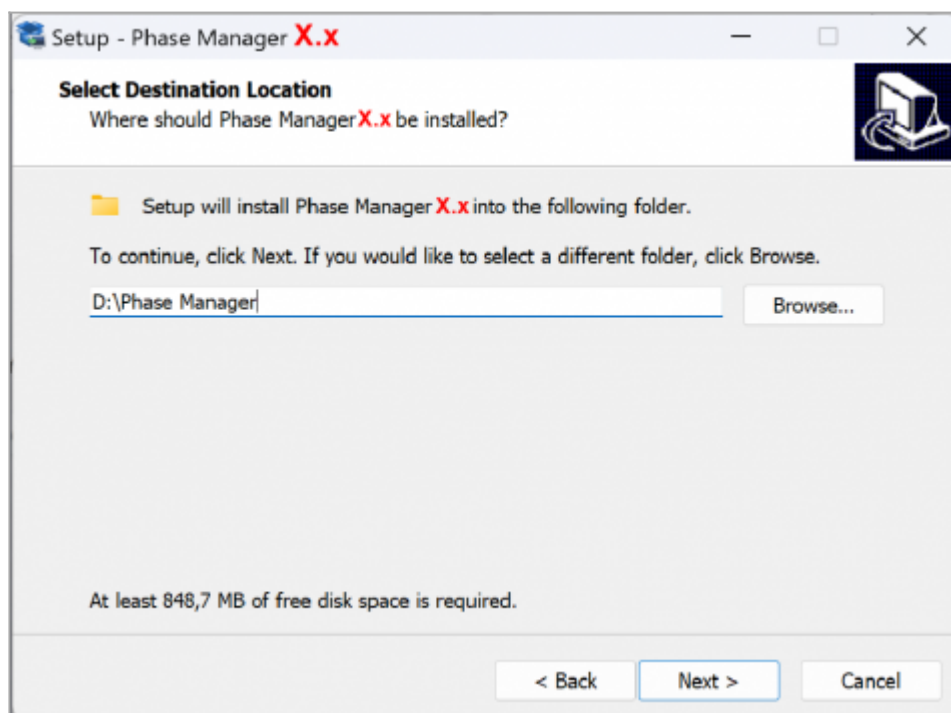 Setup - Phase Manager X.x
Select Destination Location
Where should Phase Manager X.x be installed?
Setup will install Phase Manager X.x into the following folder.
To continue, click Next. If you would like to select a different folder, click Browse.
D:\Phase Manager
Browse...
At least 848,7 MB of free disk space is required.
< Back
Next >
Cancel